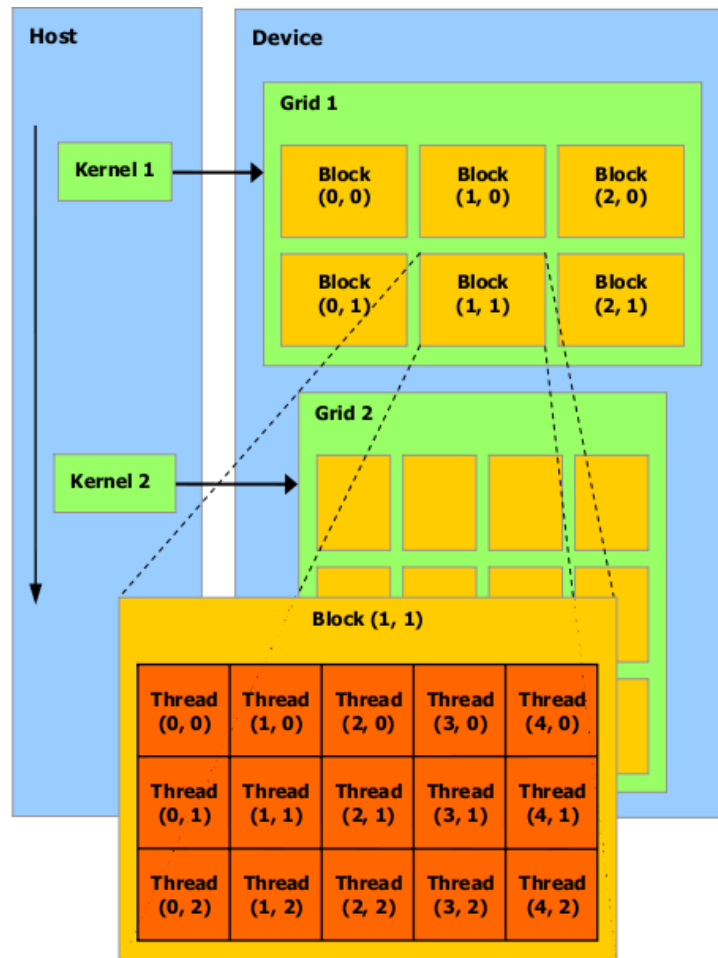 Host
Device
Grid 1
Kernel 1
Block
(0, 0)
Block
(1, 0)
Block
(2, 0)
Block
(0, 1)
Block
(1, 1)
Block
(2, 1)
Grid 2
Kernel 2
Block (1, 1)
Thread
(0, 0)
Thread
(1, 0)
Thread
(2, 0)
Thread
(3, 0)
Thread
(4, 0)
Thread
(0, 1)
Thread
(1, 1)
Thread
(2, 1)
Thread
(3, 1)
Thread
(4, 1)
Thread
(0, 2)
Thread
(1, 2)
Thread
(2, 2)
Thread
(3, 2)
Thread
(4, 2)